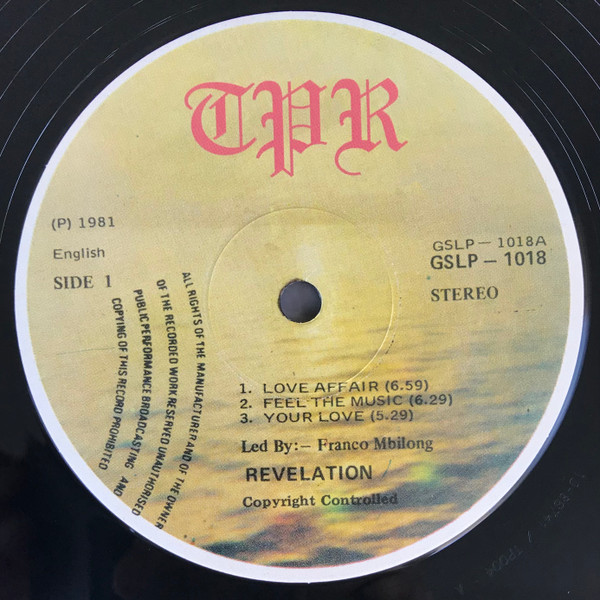 TPR
(P) 1981
English
SIDE 1
GSLP — 1018A
GSLP — 1018
STEREO
ALL RIGHTS OF THE MANUFACTURER AND OF THE OWNER
OF THE RECORDED WORK RESERVED UNAUTHORISED
PUBLIC PERFORMANCE BROADCASTING AND
COPYING OF THIS RECORD PROHIBITED
1. LOVE AFFAIR (6.59)
2. FEEL THE MUSIC (6.29)
3. YOUR LOVE (5.29)
Led By:— Franco Mbilong
REVELATION
Copyright Controlled